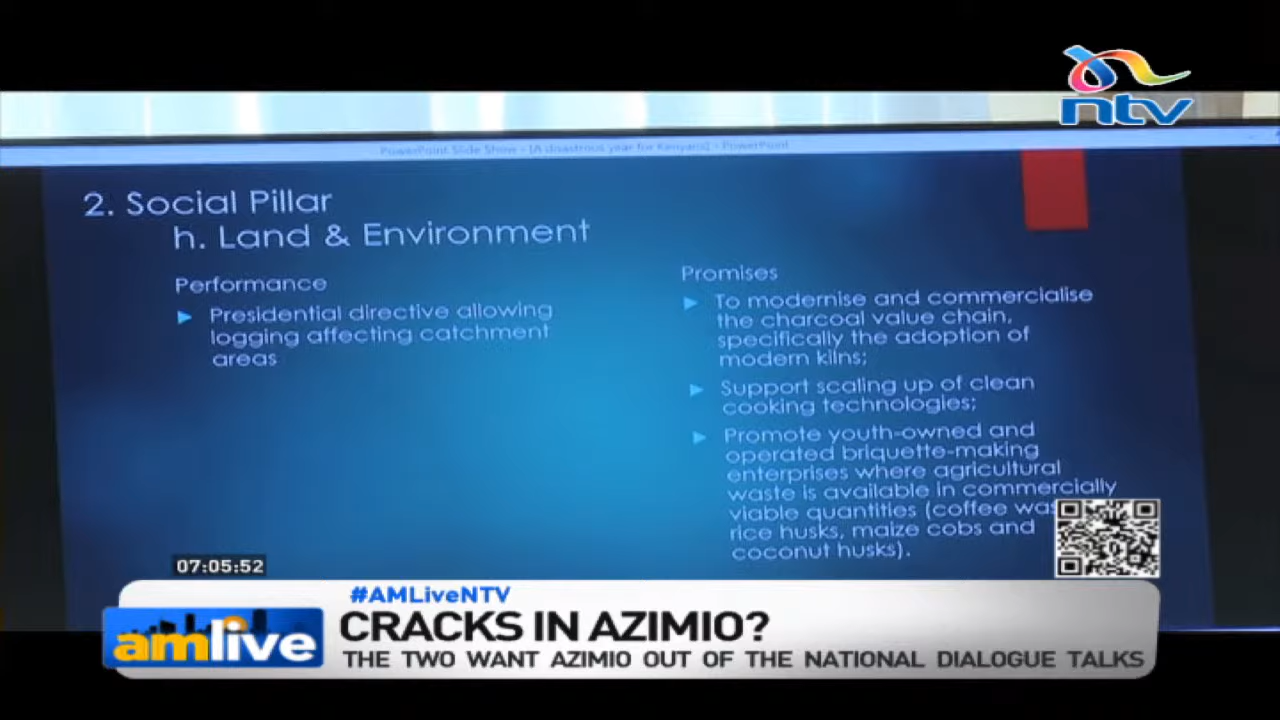 ntv
PowerPoint Slide Show - [A disastrous year for Kenyans] - PowerPoint
2. Social Pillar
h. Land & Environment
Performance
Presidential directive allowing
logging affecting catchment
areas
Promises
To modernise and commercialise
the charcoal value chain,
specifically the adoption of
modern kilns;
Support scaling up of clean
cooking technologies;
Promote youth-owned and
operated briquette-making
enterprises where agricultural
waste is available in commercially
viable quantities (coffee
rice husks, maize cobs and
coconut husks).
07:05:52
#AMLiveNTV
amlive
CRACKS IN AZIMIO?
THE TWO WANT AZIMIO OUT OF THE NATIONAL DIALOGUE TALKS